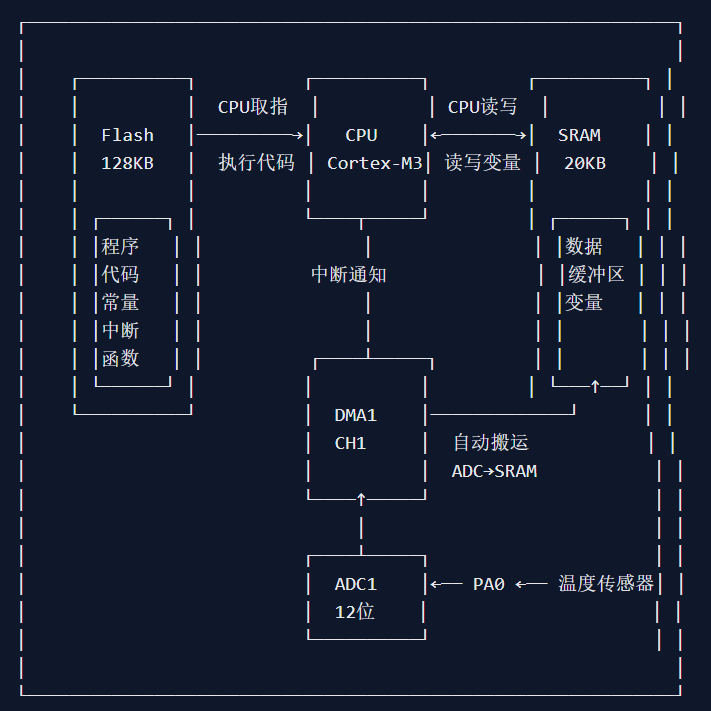 CPU取指 CPU读写
Flash CPU SRAM
128KB 执行代码 Cortex-M3 读写变量 20KB
程序 数据
代码 中断通知 缓冲区
常量 变量
中断
函数
DMA1
CH1 自动搬运
ADC→SRAM
ADC1 ←── PA0 ←── 温度传感器
12位